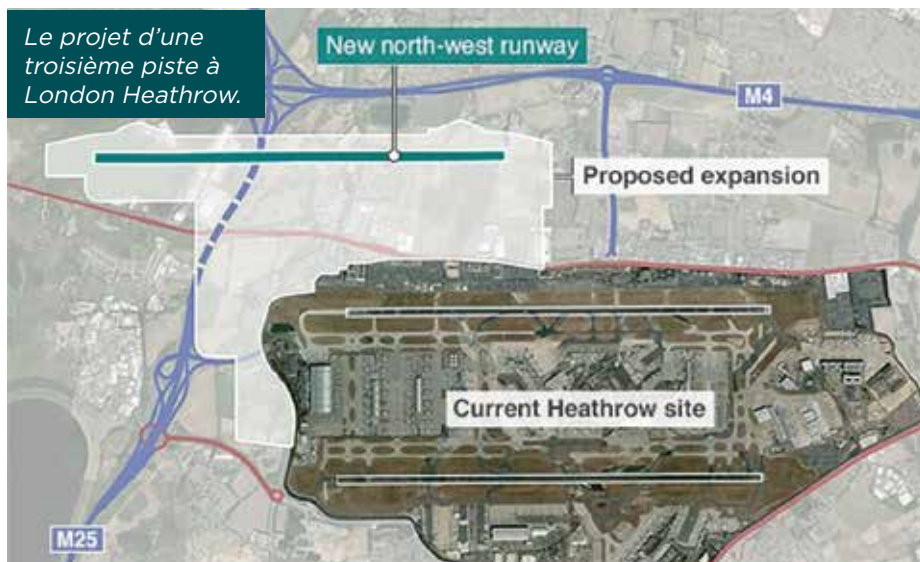 Le projet d’une
troisième piste à
London Heathrow.
New north-west runway
M4
Proposed expansion
Current Heathrow site
M25